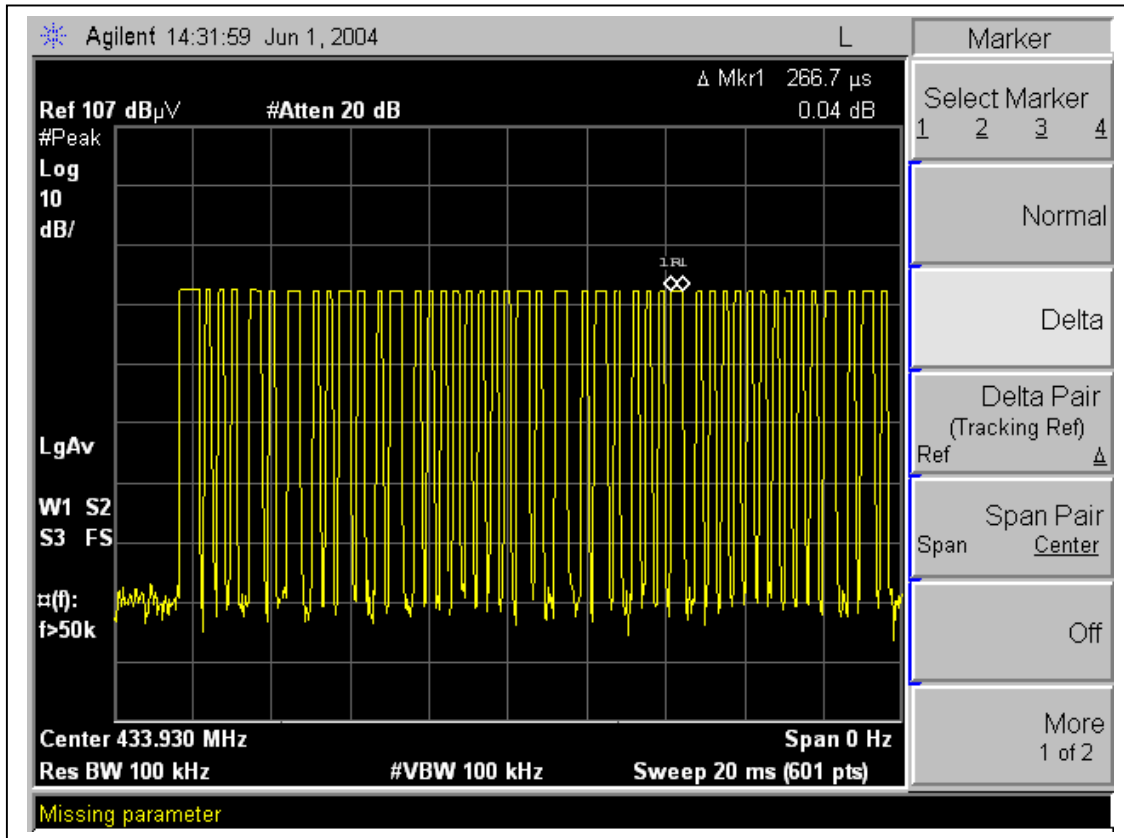 Agilent 14:31:59 Jun 1, 2004 L
Δ Mkr1 266.7 µs
Ref 107 dBµV #Atten 20 dB 0.04 dB
#Peak
Log
10
dB/
1R1
LgAv
W1 S2
S3 FS
¤(f):
f>50k
Center 433.930 MHz Span 0 Hz
Res BW 100 kHz #VBW 100 kHz Sweep 20 ms (601 pts)
Missing parameter
Marker
Select Marker
1 2 3 4
Normal
Delta
Delta Pair
(Tracking Ref)
Ref Δ
Span Pair
Span Center
Off
More
1 of 2